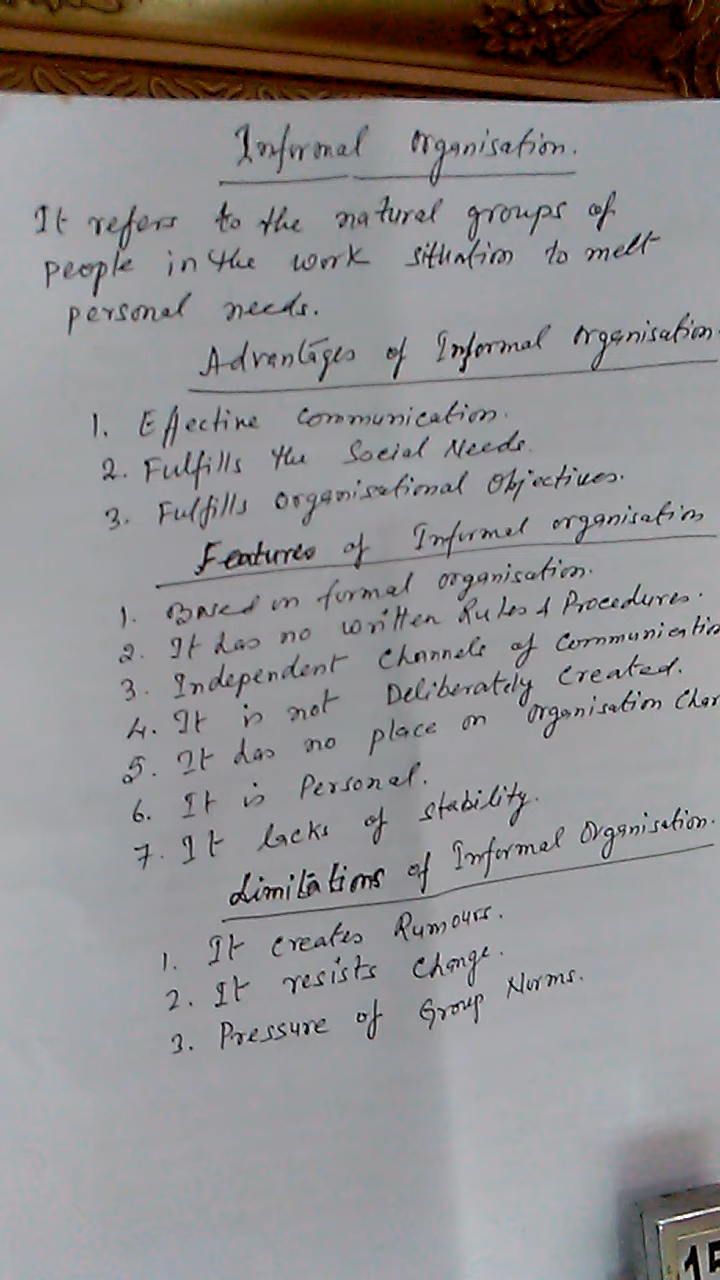 Informal Organisation.
It refers to the natural groups of
people in the work situation to melt
personal needs.
Advantages of Informal Organisation
1. Effective Communication.
2. Fulfills the Social Needs.
3. Fulfills Organisational Objectives.
Features of Informal organisation
1. Based on formal organisation.
2. It has no written Rules & Procedures.
3. Independent Channels of Communicatio
4. It is not Deliberately Created.
5. It has no place on Organisation Char
6. It is Personal.
7. It lacks of stability.
Limitations of Informal Organisation.
1. It creates Rumours.
2. It resists Change.
3. Pressure of Group Norms.
15